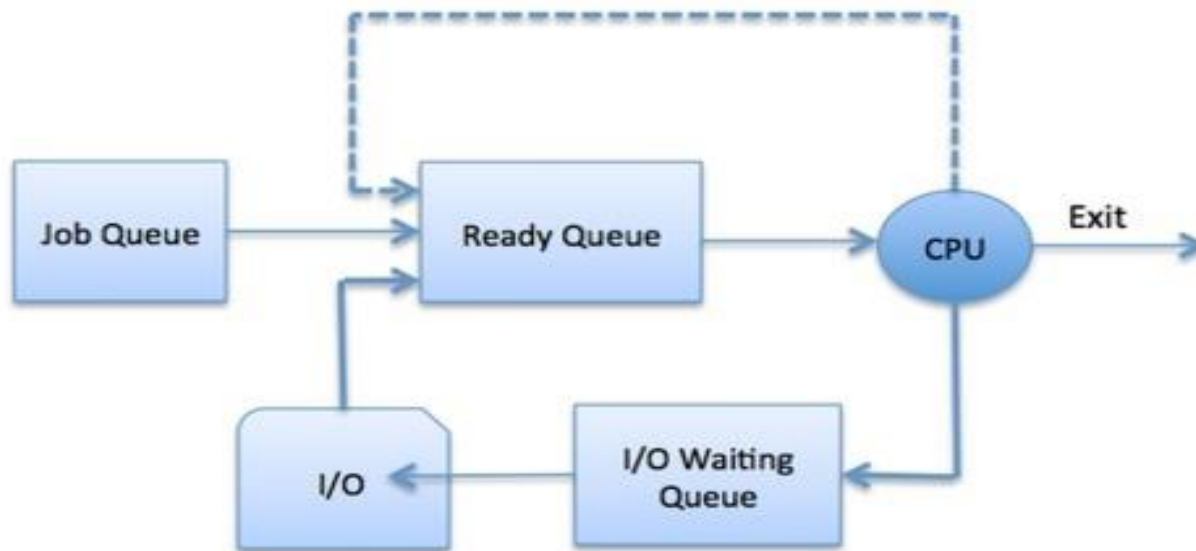 Job Queue
Ready Queue
CPU
Exit
I/O
I/O Waiting
Queue